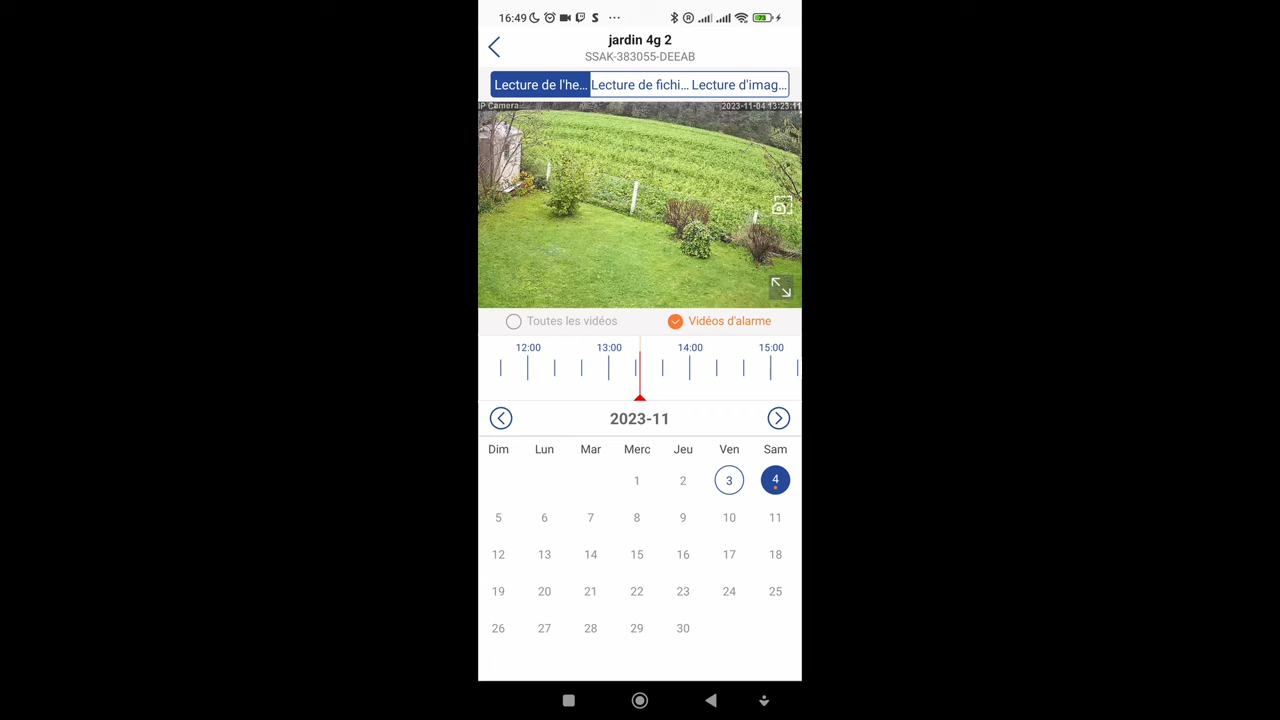 16:49
73
jardin 4g 2
SSAK-383055-DEEAB
Lecture de l'he... Lecture de fichi... Lecture d'imag...
IP Camera 2023-11-04 13:23:11
Toutes les vidéos Vidéos d'alarme
12:00 13:00 14:00 15:00
2023-11
Dim Lun Mar Merc Jeu Ven Sam
1 2 3 4
5 6 7 8 9 10 11
12 13 14 15 16 17 18
19 20 21 22 23 24 25
26 27 28 29 30